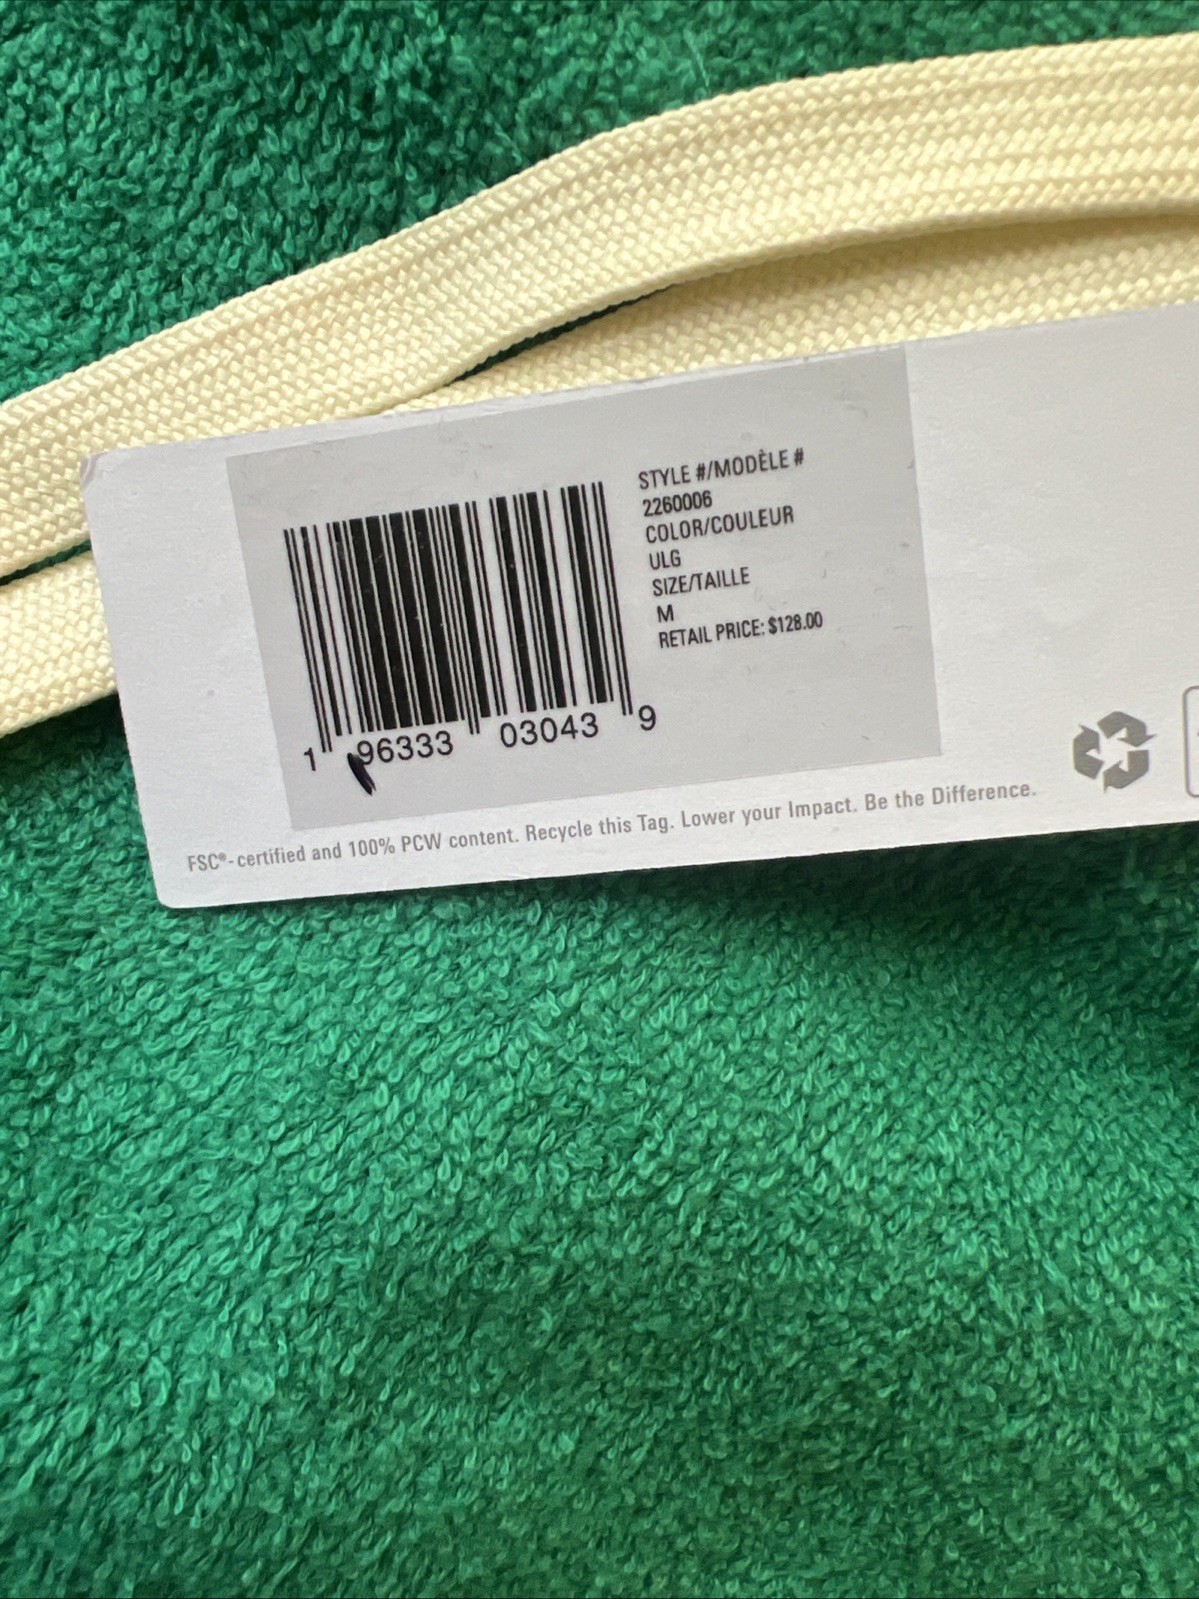 STYLE #/MODÈLE #
2260006
COLOR/COULEUR
ULG
SIZE/TAILLE
M
RETAIL PRICE: $128.00
1 96333 03043 9
FSC®-certified and 100% PCW content. Recycle this Tag. Lower your Impact. Be the Difference.